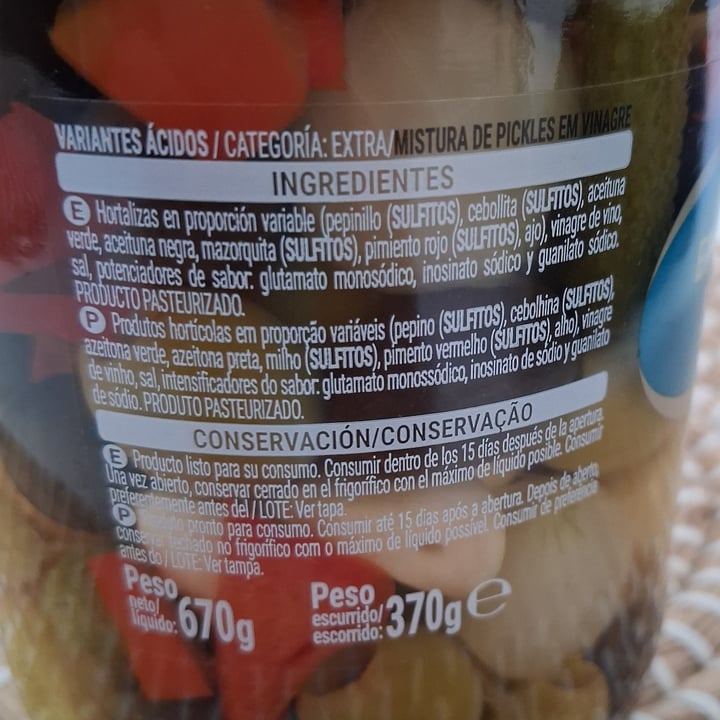 VARIANTES ÁCIDOS / CATEGORÍA: EXTRA/MISTURA DE PICKLES EM VINAGRE
INGREDIENTES
E Hortalizas en proporción variable (pepinillo (SULFITOS), cebollita (SULFITOS), aceituna
verde, aceituna negra, mazorquita (SULFITOS), pimiento rojo (SULFITOS), ajo), vinagre de vino,
sal, potenciadores de sabor: glutamato monosódico, inosinato sódico y guanilato sódico.
PRODUCTO PASTEURIZADO.
P Produtos hortícolas em proporção variáveis (pepino (SULFITOS), cebolhina (SULFITOS),
azeitona verde, azeitona preta, milho (SULFITOS), pimento vermelho (SULFITOS), alho), vinagre
de vinho, sal, intensificadores do sabor: glutamato monossódico, inosinato de sódio y guanilato
de sódio. PRODUTO PASTEURIZADO.
CONSERVACIÓN/CONSERVAÇÃO
E Producto listo para su consumo. Consumir dentro de los 15 días después de la apertura.
Una vez abierto, conservar cerrado en el frigorífico con el máximo de líquido posible. Consumir
preferentemente antes del / LOTE: Ver tapa.
P Produto pronto para consumo. Consumir até 15 dias após a abertura. Depois de aberto,
conservar fechado no frigorífico com o máximo de líquido possível. Consumir de preferência
antes do / LOTE: Ver tampa.
Peso neto/ líquido: 670g
Peso escurrido/ escorrido: 370g e